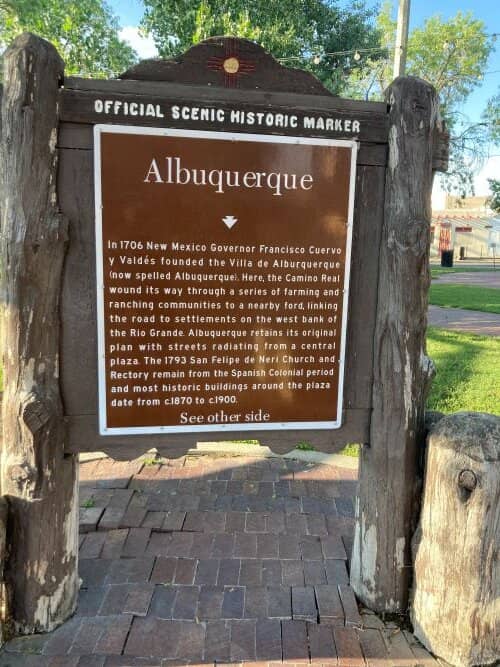 OFFICIAL SCENIC HISTORIC MARKER
Albuquerque
In 1706 New Mexico Governor Francisco Cuervo
y Valdés founded the Villa de Alburquerque
(now spelled Albuquerque). Here, the Camino Real
wound its way through a series of farming and
ranching communities to a nearby ford, linking
the road to settlements on the west bank of
the Rio Grande. Albuquerque retains its original
plan with streets radiating from a central
plaza. The 1793 San Felipe de Neri Church and
Rectory remain from the Spanish Colonial period
and most historic buildings around the plaza
date from c.1870 to c.1900.
See other side